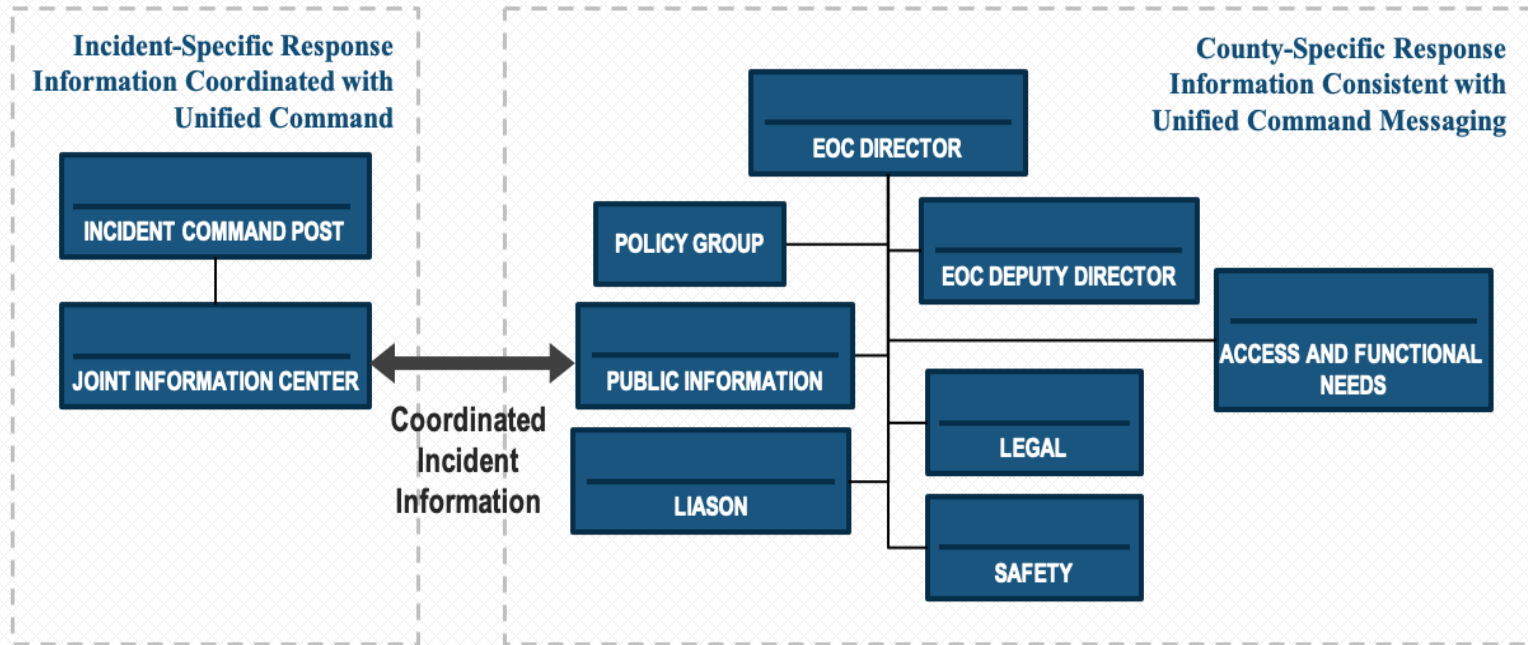 Incident-Specific Response
Information Coordinated with
Unified Command
INCIDENT COMMAND POST
JOINT INFORMATION CENTER
Coordinated
Incident
Information
County-Specific Response
Information Consistent with
Unified Command Messaging
EOC DIRECTOR
POLICY GROUP
EOC DEPUTY DIRECTOR
PUBLIC INFORMATION
ACCESS AND FUNCTIONAL
NEEDS
LEGAL
LIASON
SAFETY